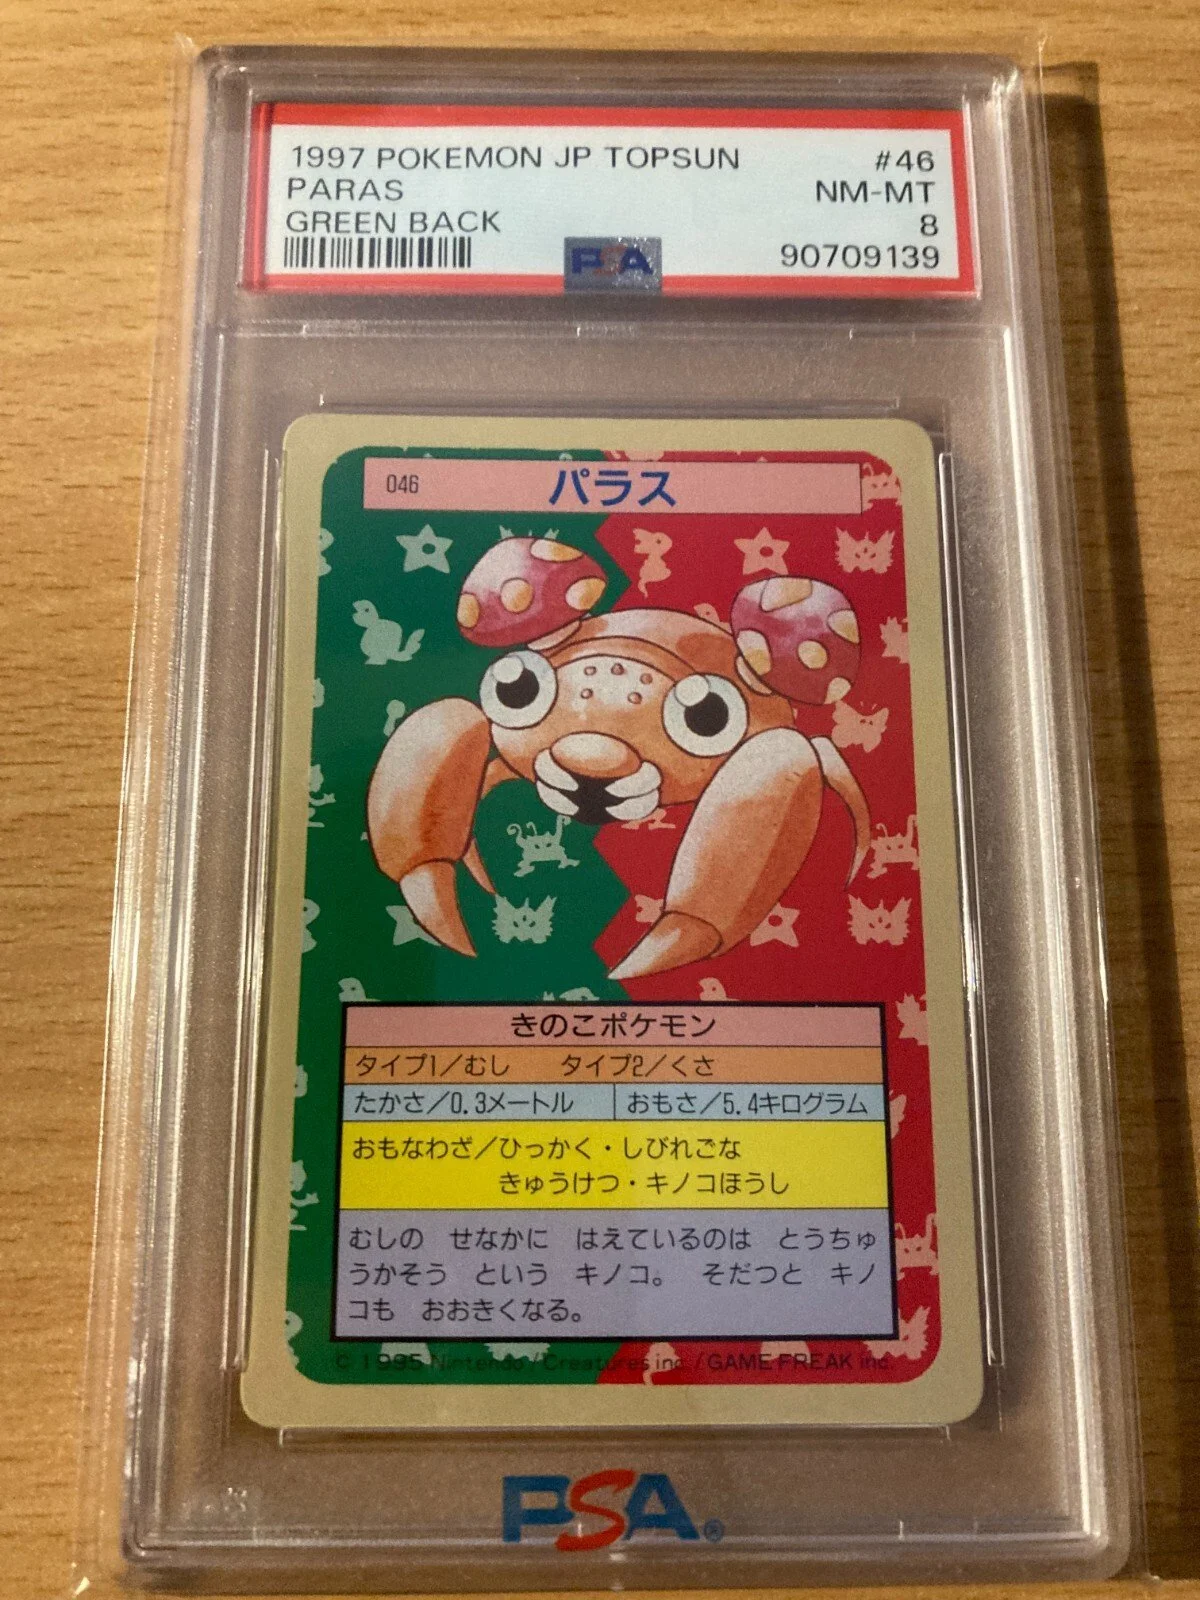 1997 POKEMON JP TOPSUN #46
PARAS NM-MT
GREEN BACK 8
PSA 90709139
046 パラス
きのこポケモン
タイプ1/むし タイプ2/くさ
たかさ/0.3メートル おもさ/5.4キログラム
おもなわざ/ひっかく・しびれごな
きゅうけつ・キノコほうし
むしの せなかに はえているのは とうちゅ
うかそう という キノコ。 そだつと キノ
コも おおきくなる。
© 1995 Nintendo/Creatures inc./GAME FREAK inc.
PSA®